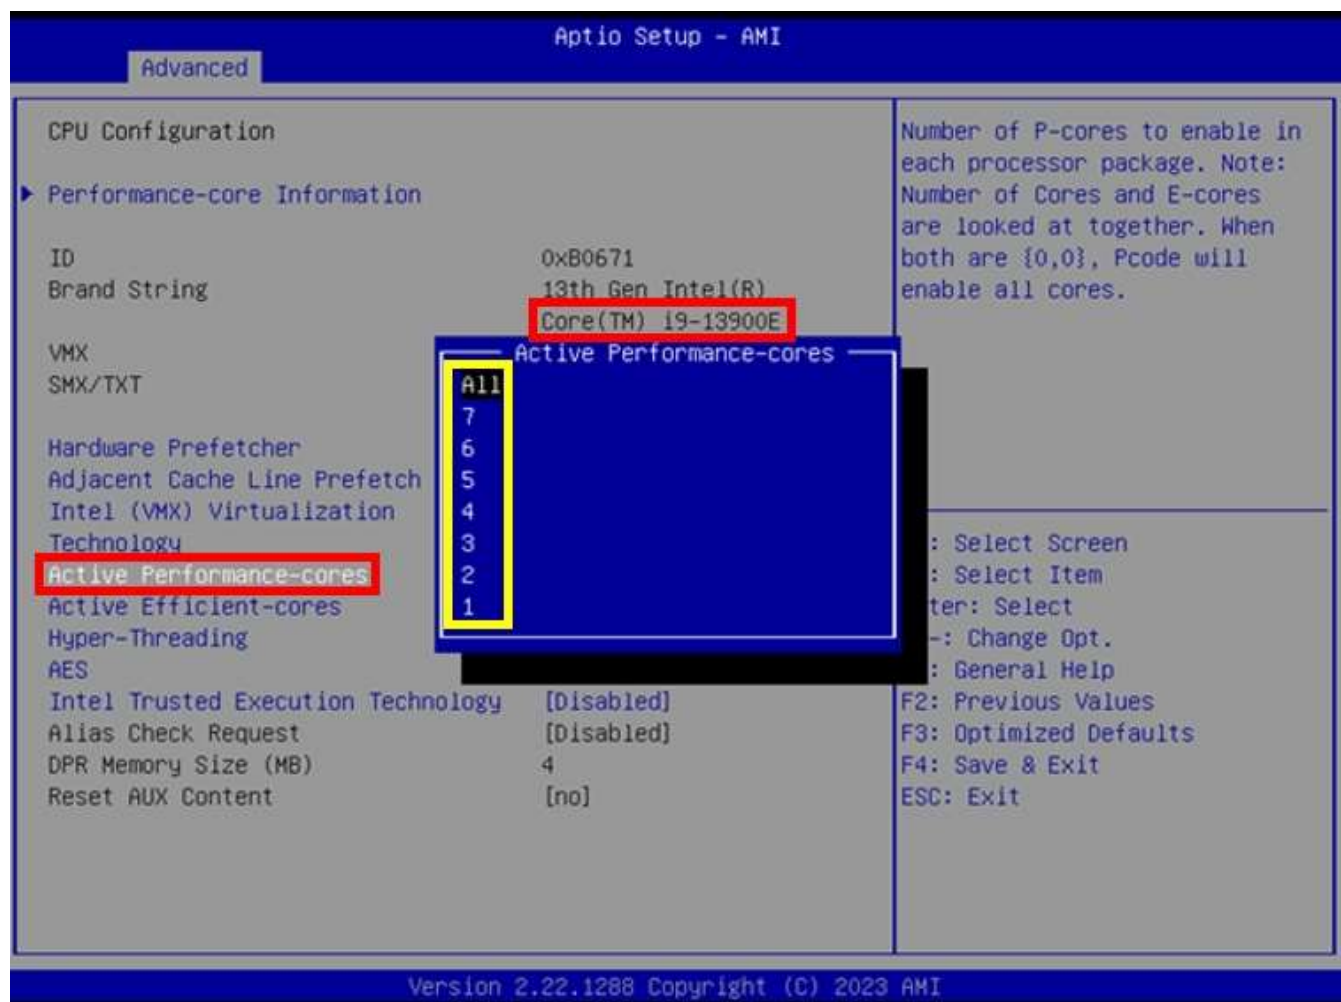 Aptio Setup - AMI
Advanced
CPU Configuration
Performance-core Information
ID 0xB0671
Brand String 13th Gen Intel(R)
Core(TM) i9-13900E
VMX
SMX/TXT
Hardware Prefetcher
Adjacent Cache Line Prefetch
Intel (VMX) Virtualization
Technology
Active Performance-cores
Active Efficient-cores
Hyper-Threading
AES
Intel Trusted Execution Technology [Disabled]
Alias Check Request [Disabled]
DPR Memory Size (MB) 4
Reset AUX Content [no]
Active Performance-cores
All
7
6
5
4
3
2
1
Number of P-cores to enable in
each processor package. Note:
Number of Cores and E-cores
are looked at together. When
both are {0,0}, Pcode will
enable all cores.
: Select Screen
: Select Item
ter: Select
-: Change Opt.
: General Help
F2: Previous Values
F3: Optimized Defaults
F4: Save & Exit
ESC: Exit
Version 2.22.1288 Copyright (C) 2023 AMI